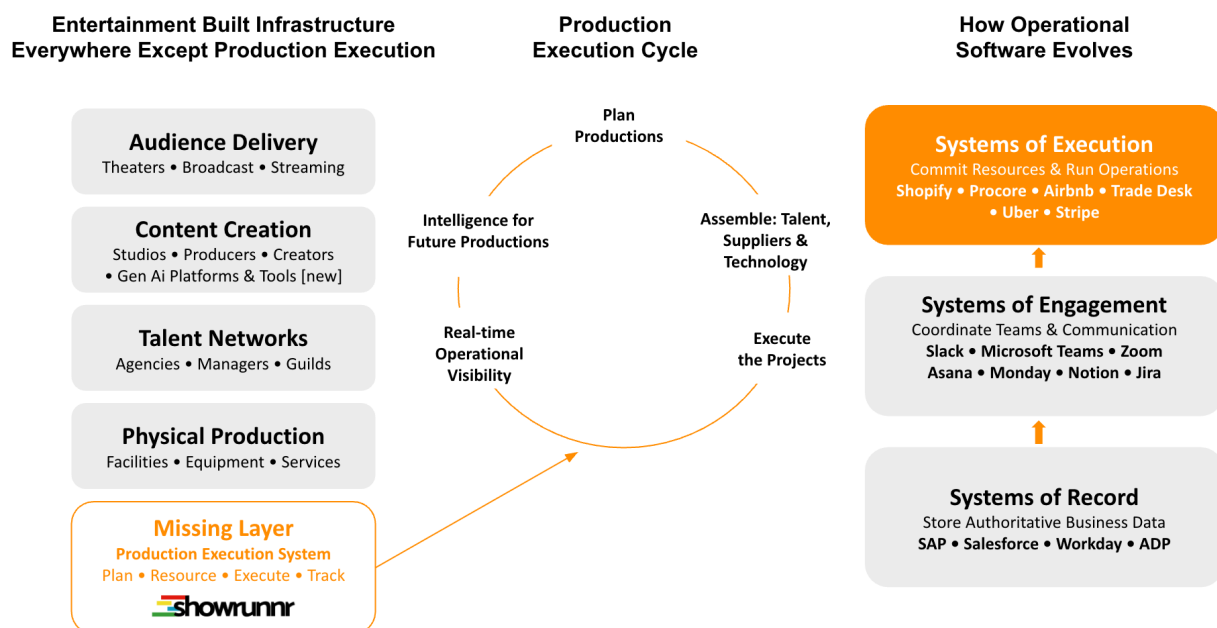 Entertainment Built Infrastructure
Everywhere Except Production Execution
Audience Delivery
Theaters • Broadcast • Streaming
Content Creation
Studios • Producers • Creators
• Gen Ai Platforms & Tools [new]
Talent Networks
Agencies • Managers • Guilds
Physical Production
Facilities • Equipment • Services
Missing Layer
Production Execution System
Plan • Resource • Execute • Track
showrunnr
Production
Execution Cycle
Plan
Productions
Assemble: Talent,
Suppliers &
Technology
Execute
the Projects
Real-time
Operational
Visibility
Intelligence for
Future Productions
How Operational
Software Evolves
Systems of Execution
Commit Resources & Run Operations
Shopify • Procore • Airbnb • Trade Desk
• Uber • Stripe
Systems of Engagement
Coordinate Teams & Communication
Slack • Microsoft Teams • Zoom
Asana • Monday • Notion • Jira
Systems of Record
Store Authoritative Business Data
SAP • Salesforce • Workday • ADP